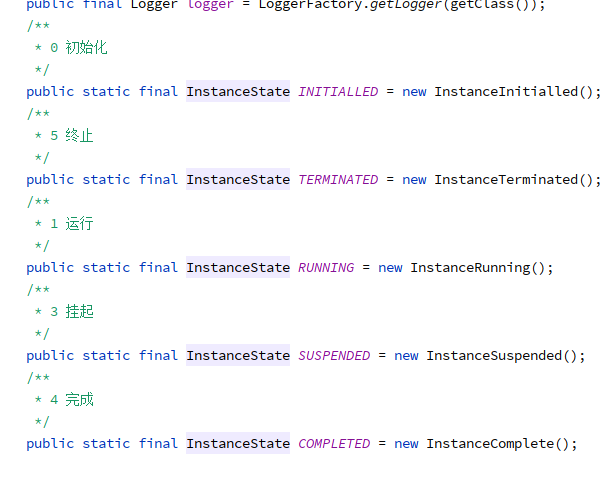 public final Logger logger = LoggerFactory.getLogger(getClass());
/**
 * 0 初始化
 */
public static final InstanceState INITIALLED = new InstanceInitialled();
/**
 * 5 终止
 */
public static final InstanceState TERMINATED = new InstanceTerminated();
/**
 * 1 运行
 */
public static final InstanceState RUNNING = new InstanceRunning();
/**
 * 3 挂起
 */
public static final InstanceState SUSPENDED = new InstanceSuspended();
/**
 * 4 完成
 */
public static final InstanceState COMPLETED = new InstanceComplete();